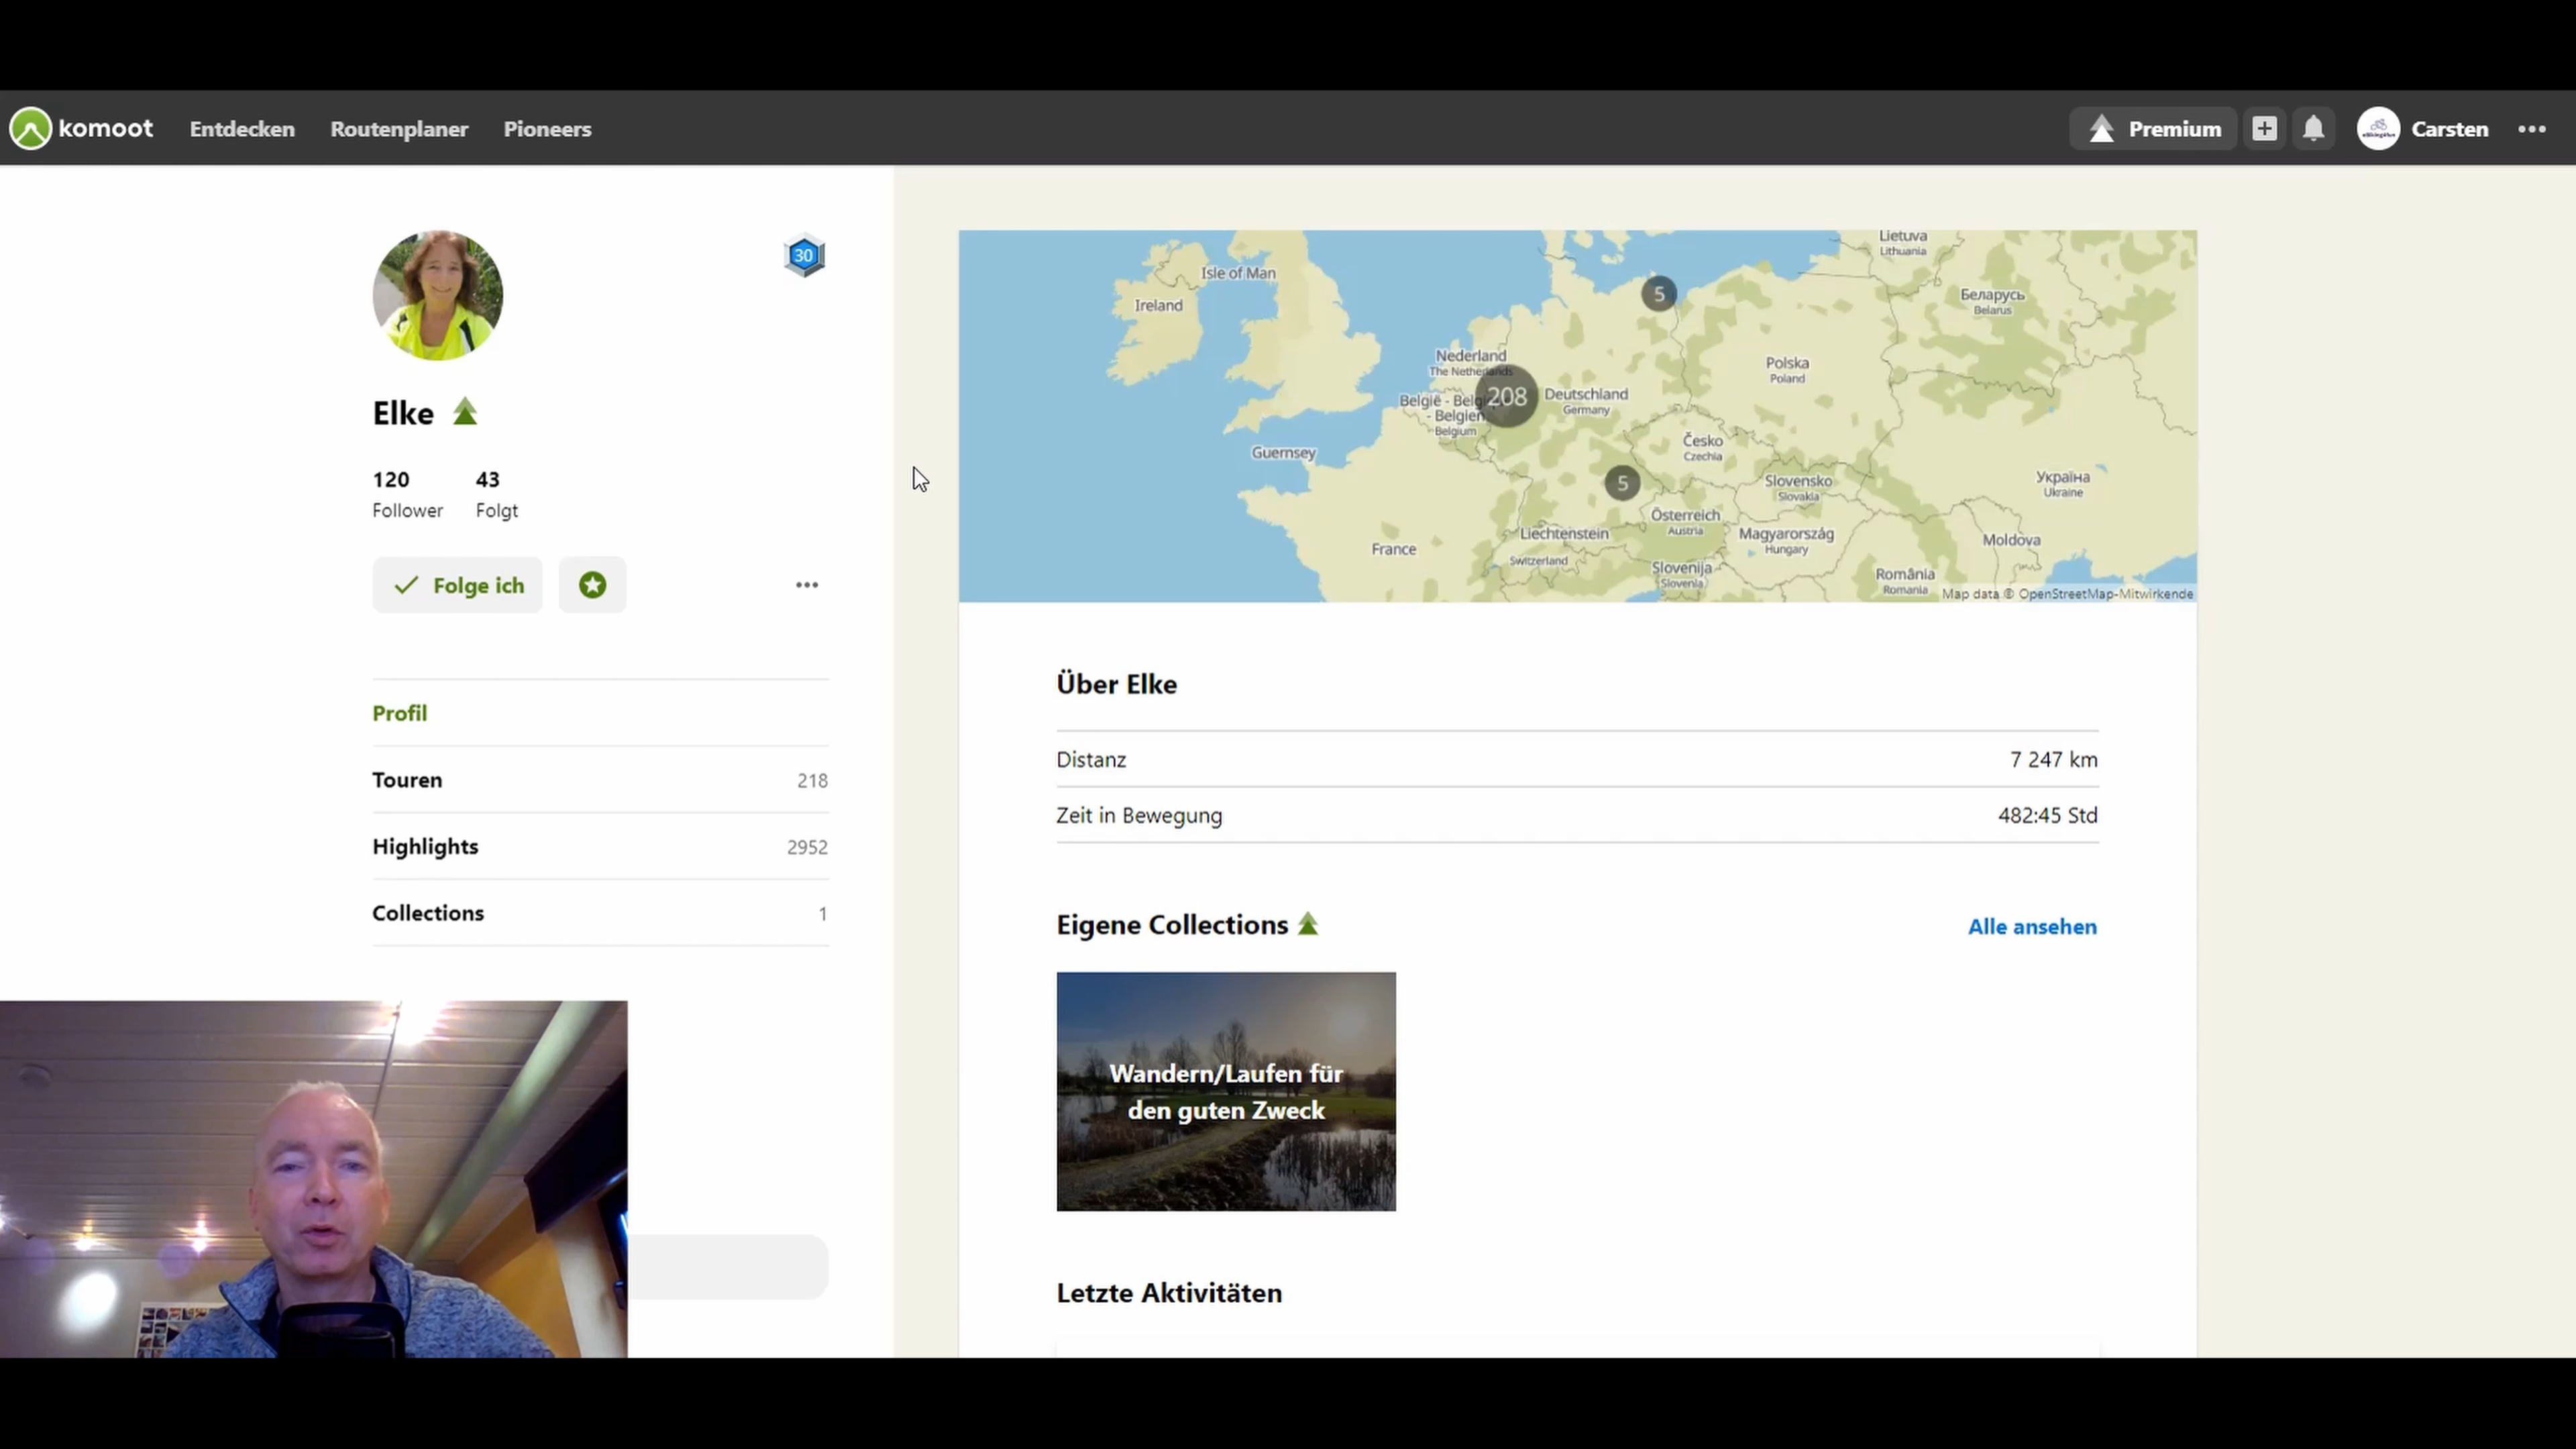 komoot
Entdecken
Routenplaner
Pioneers
Premium
Carsten
30
Elke
120
43
Follower
Folgt
Folge ich
Profil
Touren
218
Highlights
2952
Collections
1
Lietuva
Lithuania
Isle of Man
Ireland
5
Беларусь
Belarus
Nederland
The Netherlands
Polska
Poland
208
Deutschland
Germany
België - Belgi
- Belgien
Belgium
Česko
Czechia
Guernsey
5
Slovensko
Slovakia
Україна
Ukraine
Österreich
Austria
Liechtenstein
Switzerland
Magyarország
Hungary
France
Moldova
Slovenija
Slovenia
România
Romania
Map data © OpenStreetMap-Mitwirkende
Über Elke
Distanz
7 247 km
Zeit in Bewegung
482:45 Std
Eigene Collections
Alle ansehen
Wandern/Laufen für
den guten Zweck
Letzte Aktivitäten